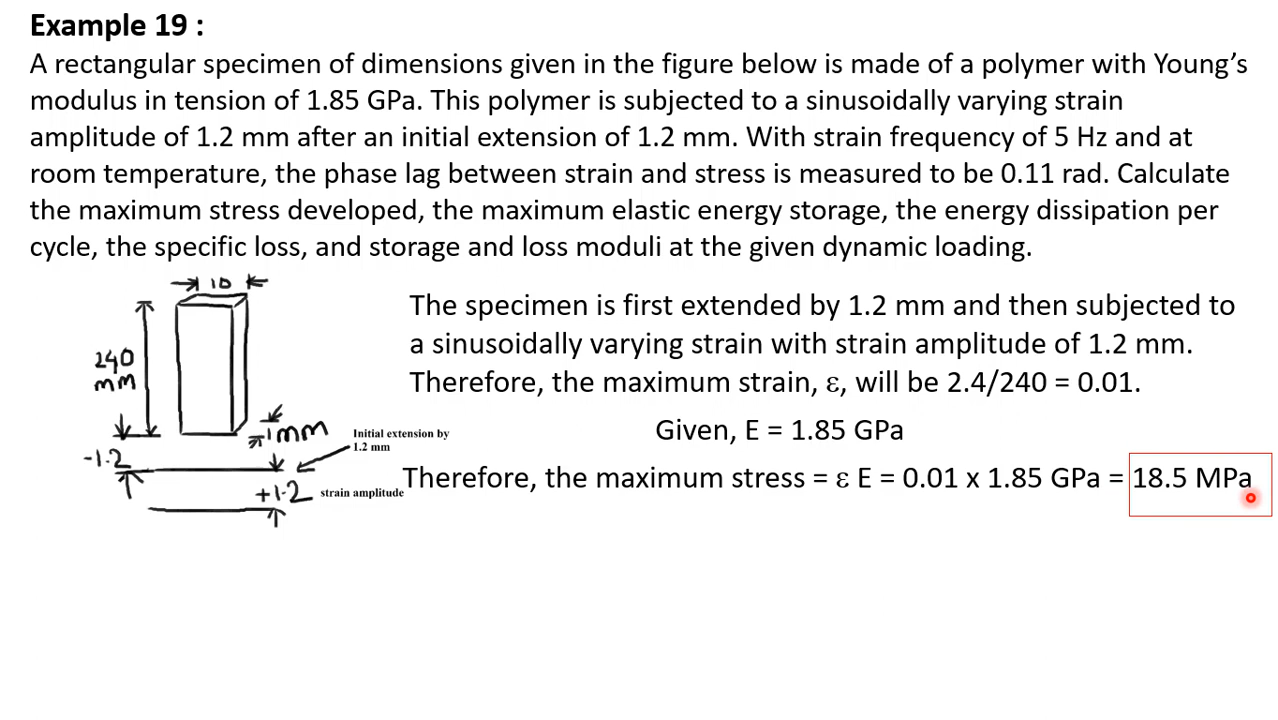 Example 19 :
A rectangular specimen of dimensions given in the figure below is made of a polymer with Young’s
modulus in tension of 1.85 GPa. This polymer is subjected to a sinusoidally varying strain
amplitude of 1.2 mm after an initial extension of 1.2 mm. With strain frequency of 5 Hz and at
room temperature, the phase lag between strain and stress is measured to be 0.11 rad. Calculate
the maximum stress developed, the maximum elastic energy storage, the energy dissipation per
cycle, the specific loss, and storage and loss moduli at the given dynamic loading.
10
240
mm
1mm
-1.2
+1.2
Initial extension by
1.2 mm
strain amplitude
The specimen is first extended by 1.2 mm and then subjected to
a sinusoidally varying strain with strain amplitude of 1.2 mm.
Therefore, the maximum strain, ε, will be 2.4/240 = 0.01.
Given, E = 1.85 GPa
Therefore, the maximum stress = ε E = 0.01 x 1.85 GPa = 18.5 MPa